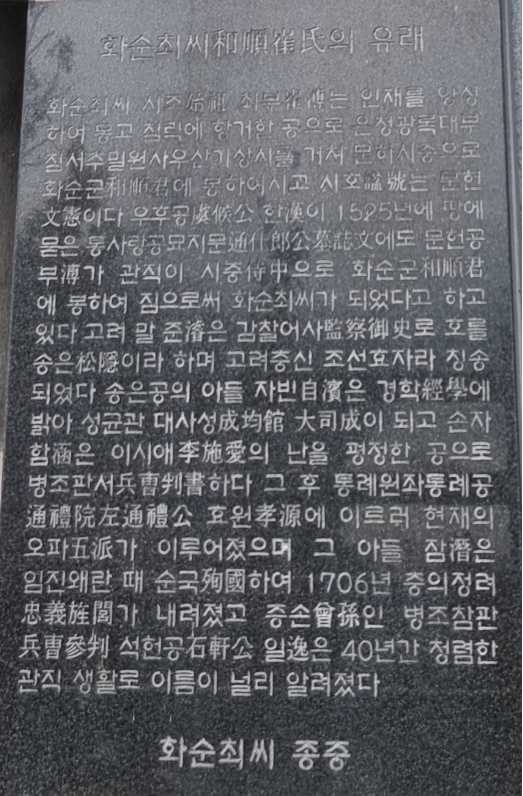 화순최씨和順崔氏의 유래
화순최씨 시조始祖 최부崔溥는 인재를 양성
하여 몽고 침략에 항거한 공으로 은청광록대부
첨서추밀원사우산기상시를 거쳐 문하시중으로
화순군和順君에 봉하여지고 시호諡號는 문헌
文憲이다 우후공虞候公 한漢이 1525년에 땅에
묻은 통사랑공묘지문通仕郎公墓誌文에도 문헌공
부溥가 관직이 시중侍中으로 화순군和順君
에 봉하여 짐으로써 화순최씨가 되었다고 하고
있다 고려 말 준濬은 감찰어사監察御史로 호를
송은松隱이라 하며 고려충신 조선효자라 칭송
되었다 송은공의 아들 자빈自濱은 경학經學에
밝아 성균관 대사성成均館 大司成이 되고 손자
함涵은 이시애李施愛의 난을 평정한 공으로
병조판서兵曹判書하다 그 후 통례원좌통례공
通禮院左通禮公 효원孝源에 이르러 현재의
오파五派가 이루어졌으며 그 아들 잠潛은
임진왜란 때 순국殉國하여 1706년 충의정려
忠義旌閭가 내려졌고 증손曾孫인 병조참판
兵曹參判 석헌공石軒公 일逸은 40년간 청렴한
관직 생활로 이름이 널리 알려졌다
화순최씨 종중